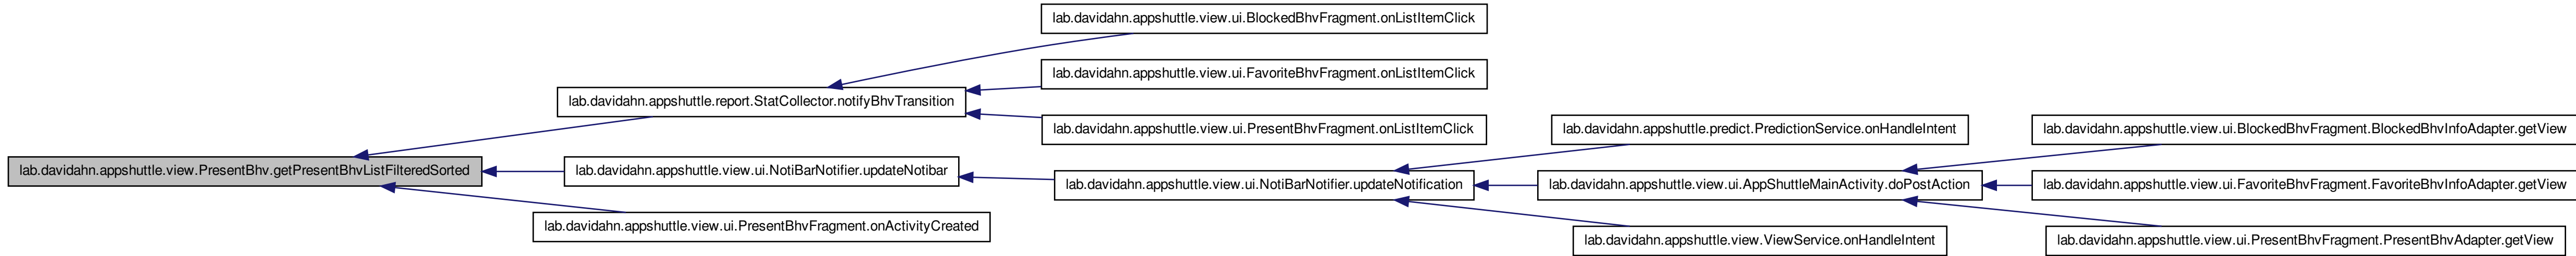 lab.davidahn.appshuttle.view.ui.BlockedBhvFragment.onListItemClick
lab.davidahn.appshuttle.view.ui.FavoriteBhvFragment.onListItemClick
lab.davidahn.appshuttle.report.StatCollector.notifyBhvTransition
lab.davidahn.appshuttle.view.ui.PresentBhvFragment.onListItemClick
lab.davidahn.appshuttle.predict.PredictionService.onHandleIntent
lab.davidahn.appshuttle.view.ui.BlockedBhvFragment.BlockedBhvInfoAdapter.getView
lab.davidahn.appshuttle.view.PresentBhv.getPresentBhvListFilteredSorted
lab.davidahn.appshuttle.view.ui.NotiBarNotifier.updateNotibar
lab.davidahn.appshuttle.view.ui.NotiBarNotifier.updateNotification
lab.davidahn.appshuttle.view.ui.AppShuttleMainActivity.doPostAction
lab.davidahn.appshuttle.view.ui.FavoriteBhvFragment.FavoriteBhvInfoAdapter.getView
lab.davidahn.appshuttle.view.ui.PresentBhvFragment.onActivityCreated
lab.davidahn.appshuttle.view.ViewService.onHandleIntent
lab.davidahn.appshuttle.view.ui.PresentBhvFragment.PresentBhvAdapter.getView